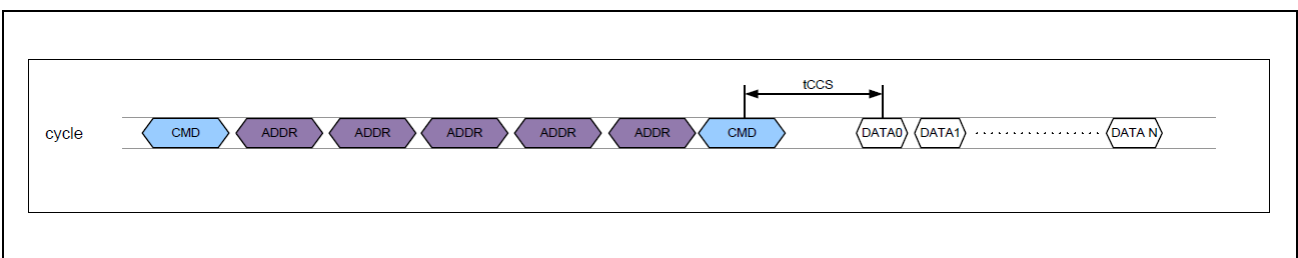 tCCS
cycle CMD ADDR ADDR ADDR ADDR ADDR CMD DATA0 DATA1 DATA N